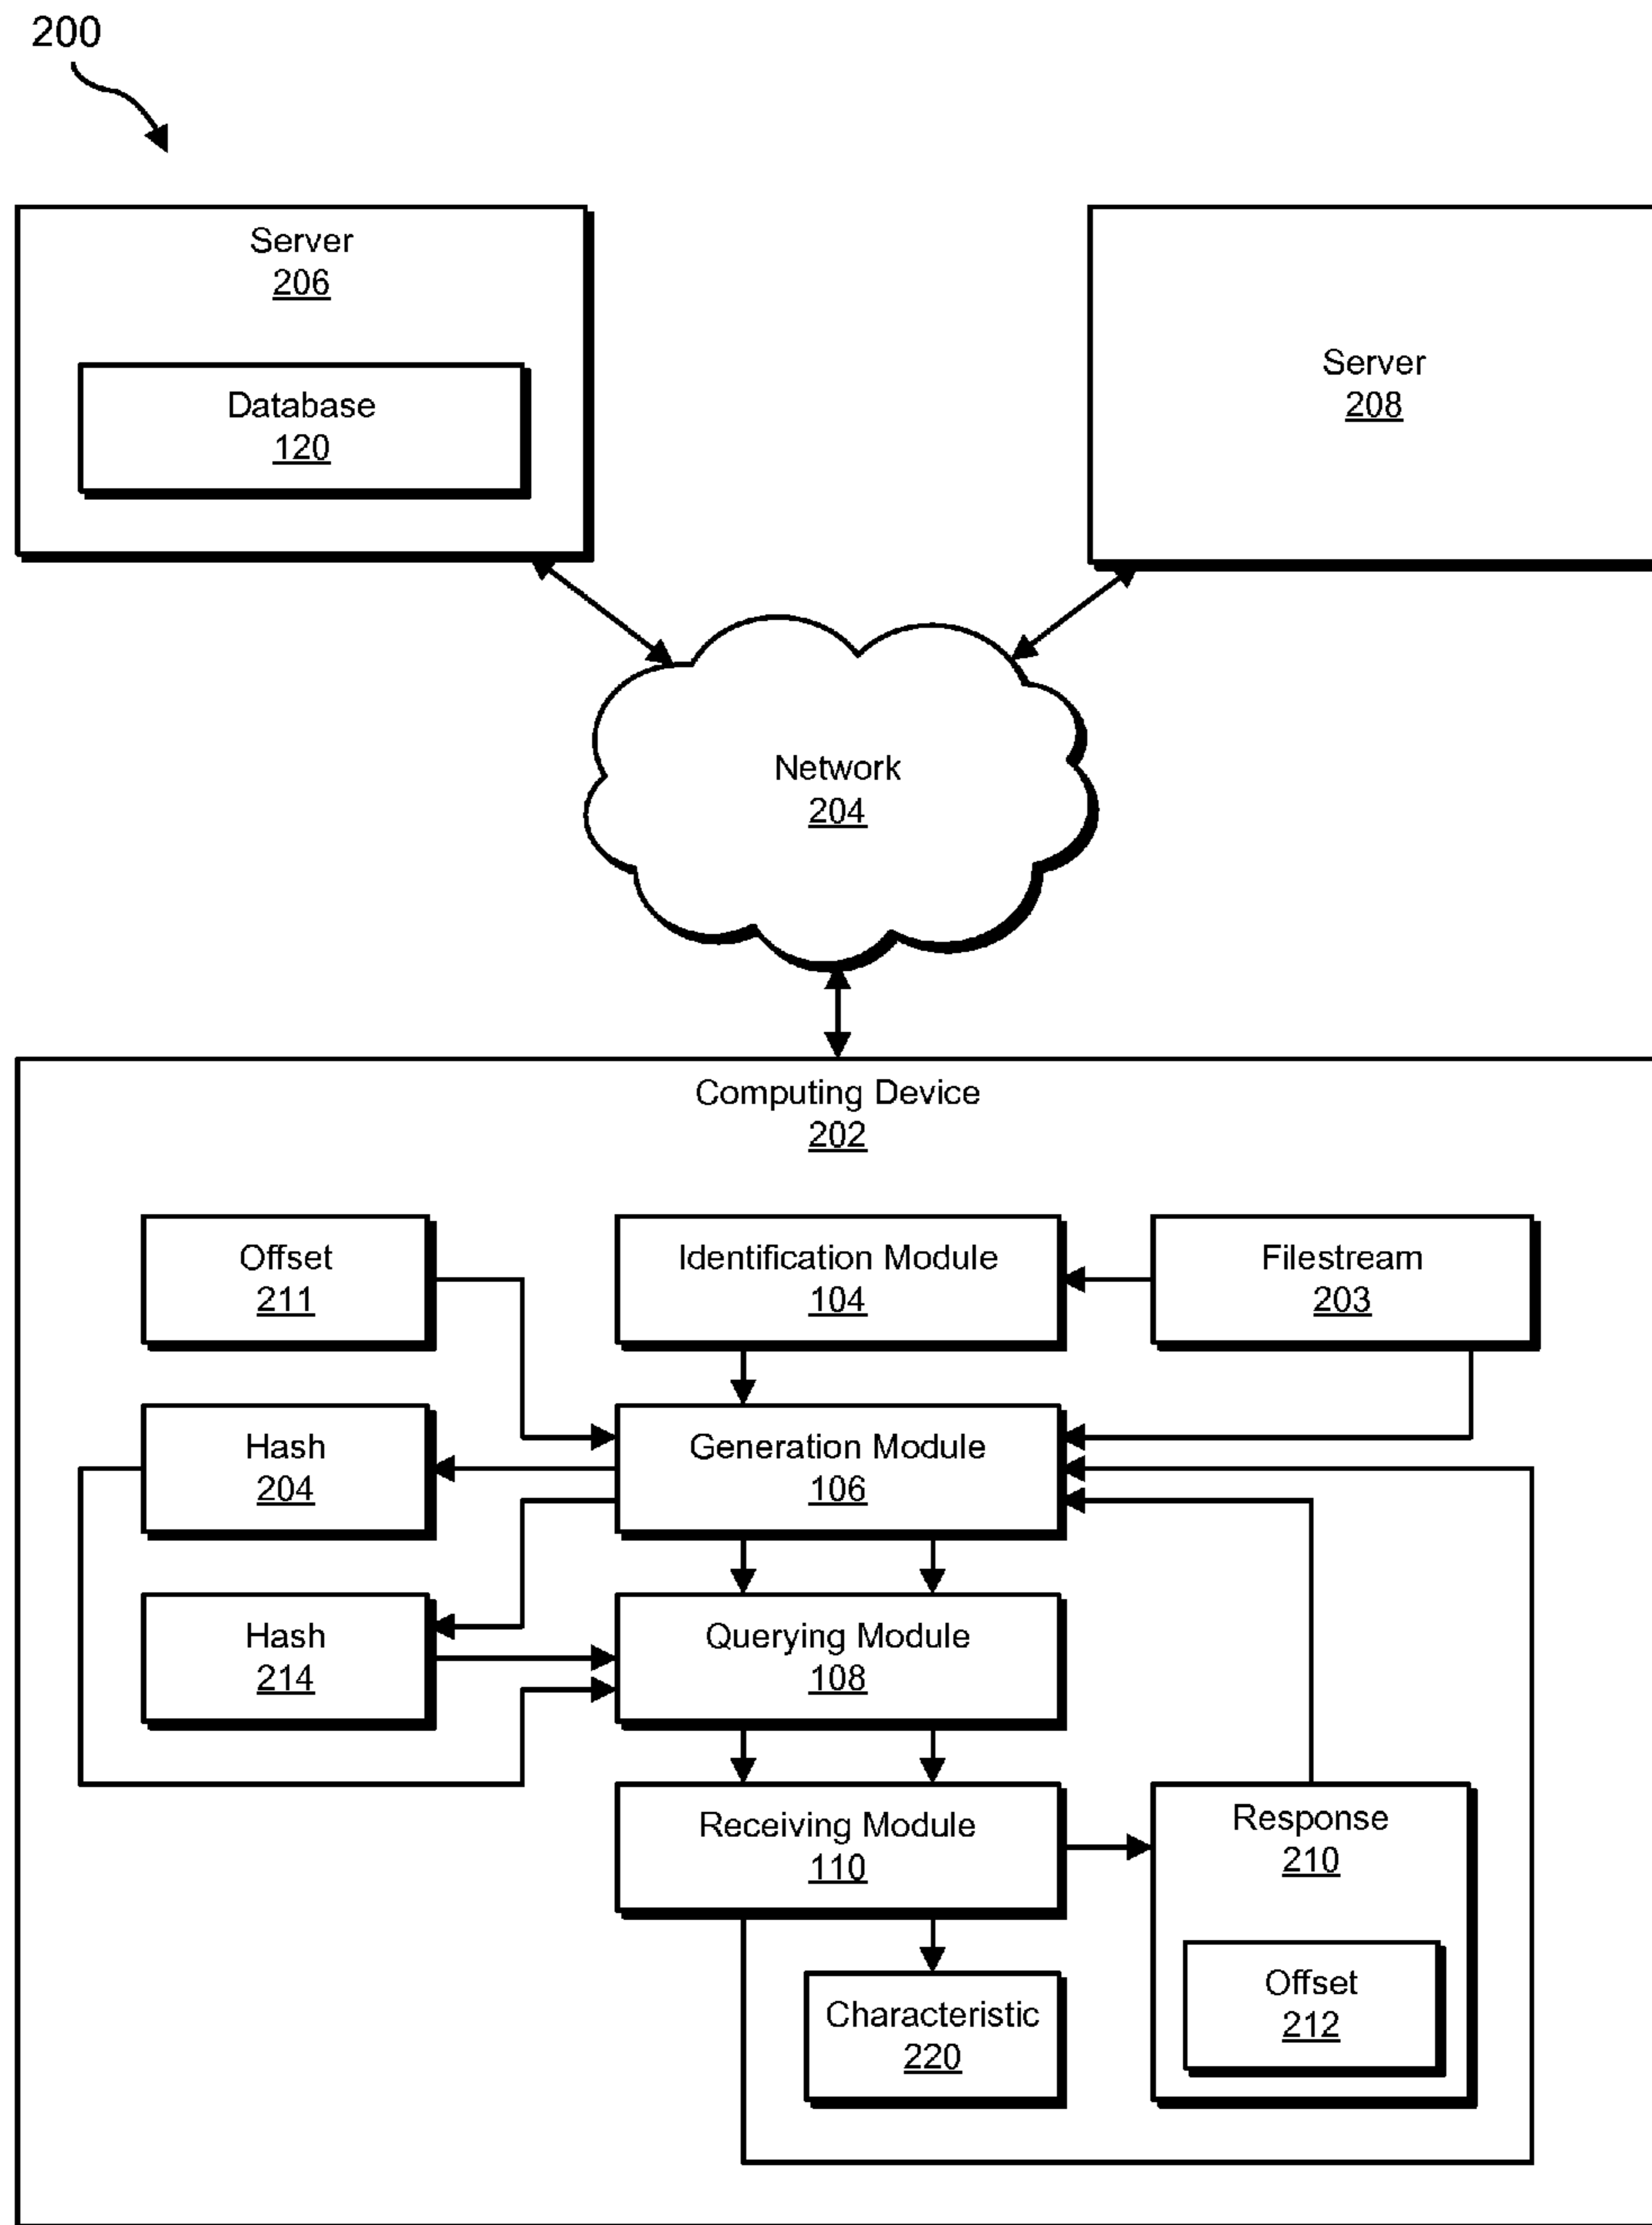 200
Server
206
Database
120
Server
208
Network
204
Computing Device
202
Offset
211
Identification Module
104
Filestream
203
Hash
204
Generation Module
106
Hash
214
Querying Module
108
Receiving Module
110
Response
210
Offset
212
Characteristic
220